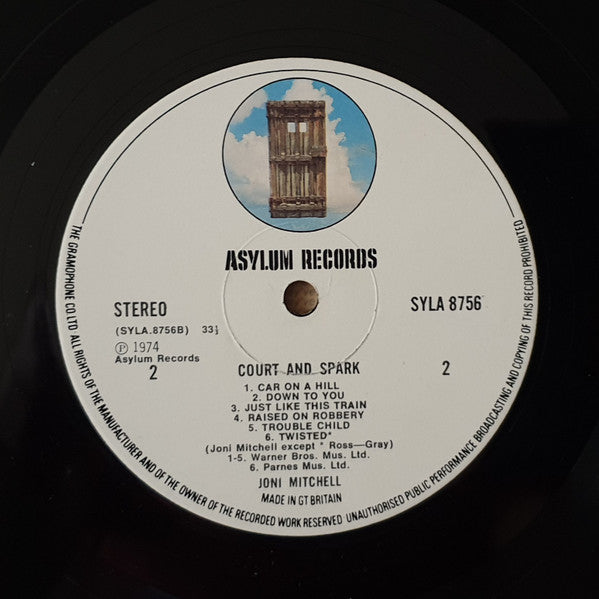 ASYLUM RECORDS
STEREO
SYLA 8756
(SYLA.8756B) 33⅓
Ⓟ 1974
Asylum Records
2
2
COURT AND SPARK
1. CAR ON A HILL
2. DOWN TO YOU
3. JUST LIKE THIS TRAIN
4. RAISED ON ROBBERY
5. TROUBLE CHILD
6. TWISTED*
(Joni Mitchell except * Ross—Gray)
1-5. Warner Bros. Mus. Ltd.
6. Parnes Mus. Ltd.
JONI MITCHELL
MADE IN GT BRITAIN
THE GRAMOPHONE CO. LTD. ALL RIGHTS OF THE MANUFACTURER AND OF THE OWNER OF THE RECORDED WORK RESERVED UNAUTHORISED PUBLIC PERFORMANCE BROADCASTING AND COPYING OF THIS RECORD PROHIBITED